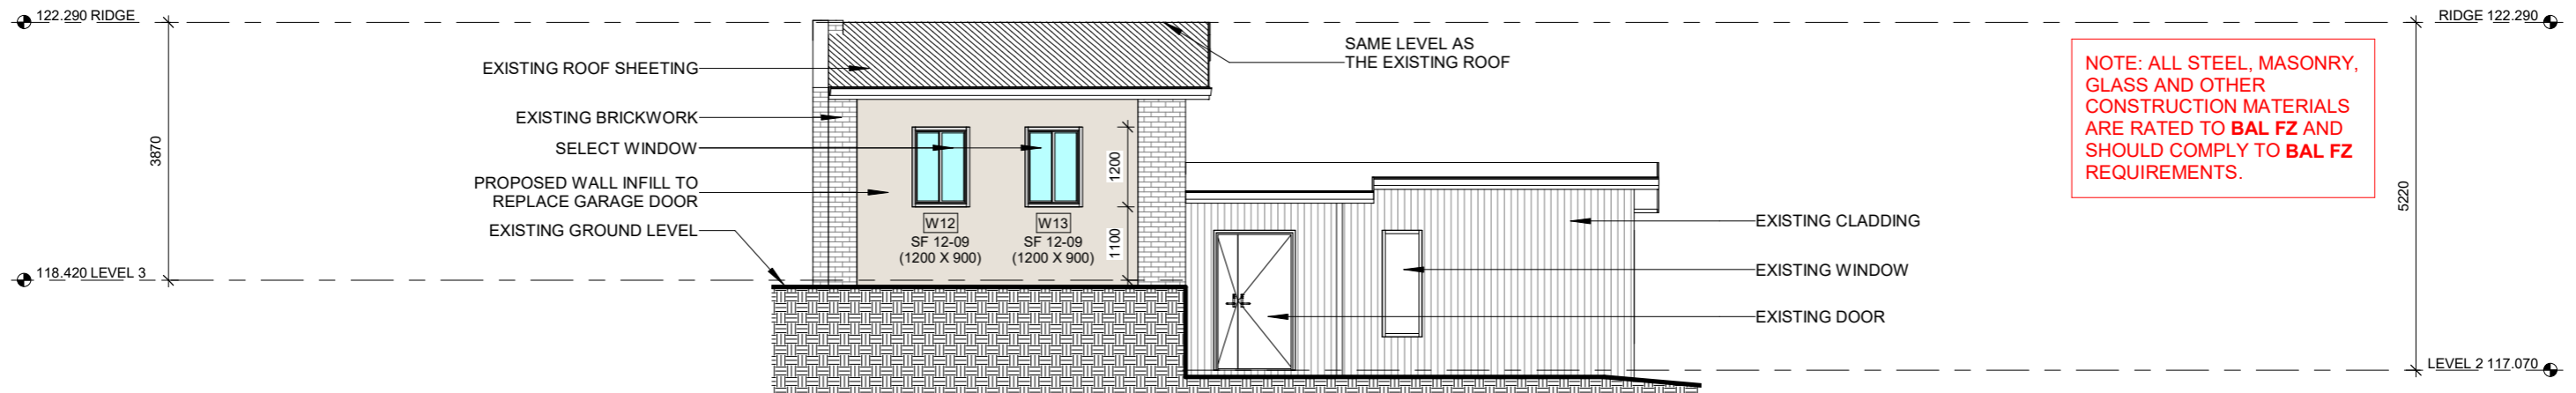 122.290 RIDGE
RIDGE 122.290
EXISTING ROOF SHEETING
EXISTING BRICKWORK
SELECT WINDOW
PROPOSED WALL INFILL TO
REPLACE GARAGE DOOR
EXISTING GROUND LEVEL
118.420 LEVEL 3
3870
W12
SF 12-09
(1200 X 900)
W13
SF 12-09
(1200 X 900)
1200
1100
SAME LEVEL AS
THE EXISTING ROOF
EXISTING CLADDING
EXISTING WINDOW
EXISTING DOOR
NOTE: ALL STEEL, MASONRY,
GLASS AND OTHER
CONSTRUCTION MATERIALS
ARE RATED TO BAL FZ AND
SHOULD COMPLY TO BAL FZ
REQUIREMENTS.
5220
LEVEL 2 117.070